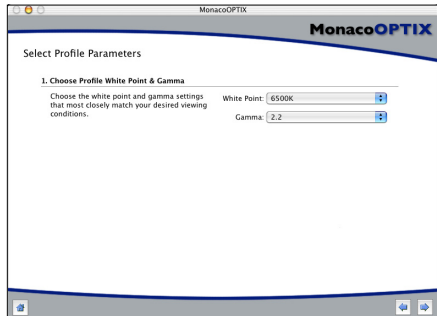 MonacoOPTIX
MonacoOPTIX
Select Profile Parameters
1. Choose Profile White Point & Gamma
Choose the white point and gamma settings
that most closely match your desired viewing
conditions.
White Point: 6500K
Gamma: 2.2